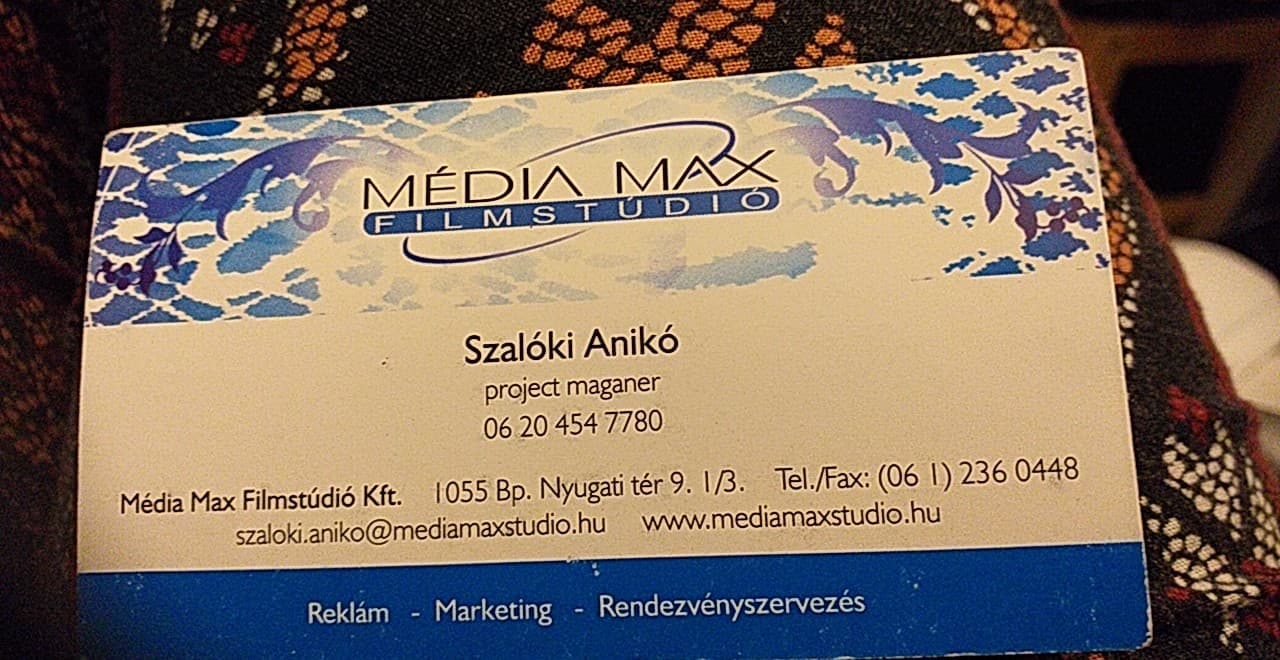 MÉDIA MAX
FILMSTÚDIÓ
Szalóki Anikó
project maganer
06 20 454 7780
Média Max Filmstúdió Kft. 1055 Bp. Nyugati tér 9. 1/3. Tel./Fax: (06 1) 236 0448
szaloki.aniko@mediamaxstudio.hu www.mediamaxstudio.hu
Reklám - Marketing - Rendezvényszervezés